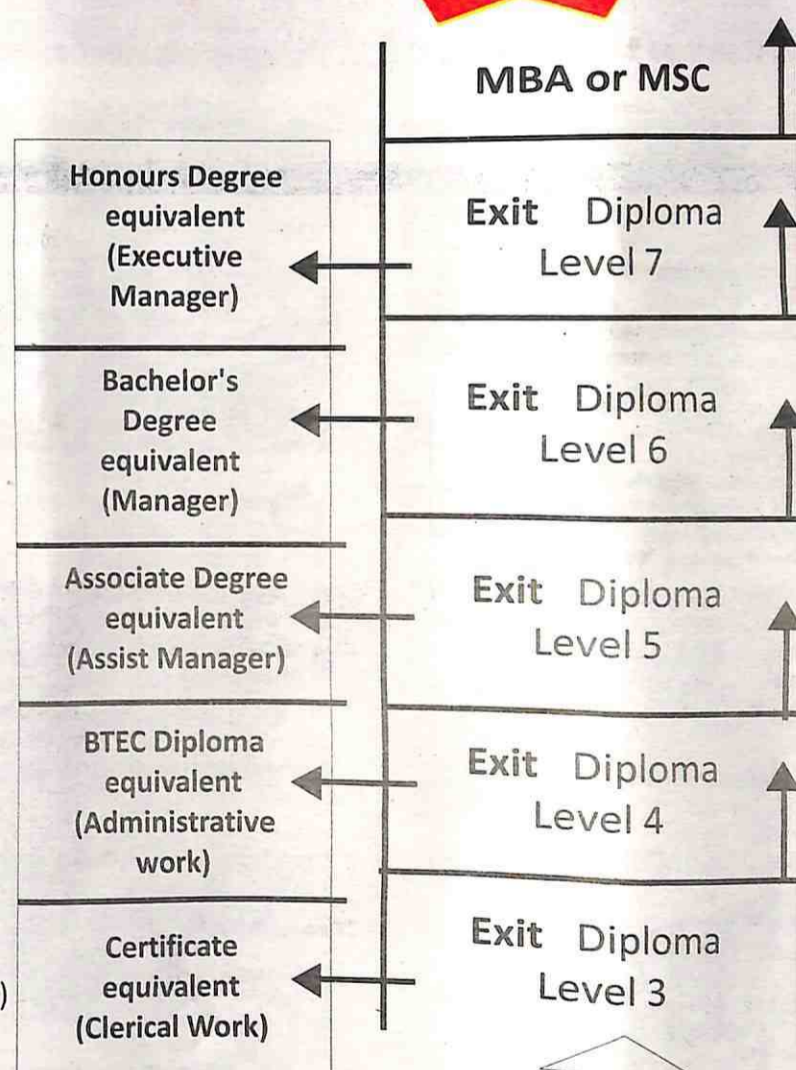 MBA or MSC
Honours Degree
equivalent
(Executive
Manager)
Exit Diploma
Level 7
Bachelor's
Degree
equivalent
(Manager)
Exit Diploma
Level 6
Associate Degree
equivalent
(Assist Manager)
Exit Diploma
Level 5
BTEC Diploma
equivalent
(Administrative
work)
Exit Diploma
Level 4
Certificate
equivalent
(Clerical Work)
Exit Diploma
Level 3
)